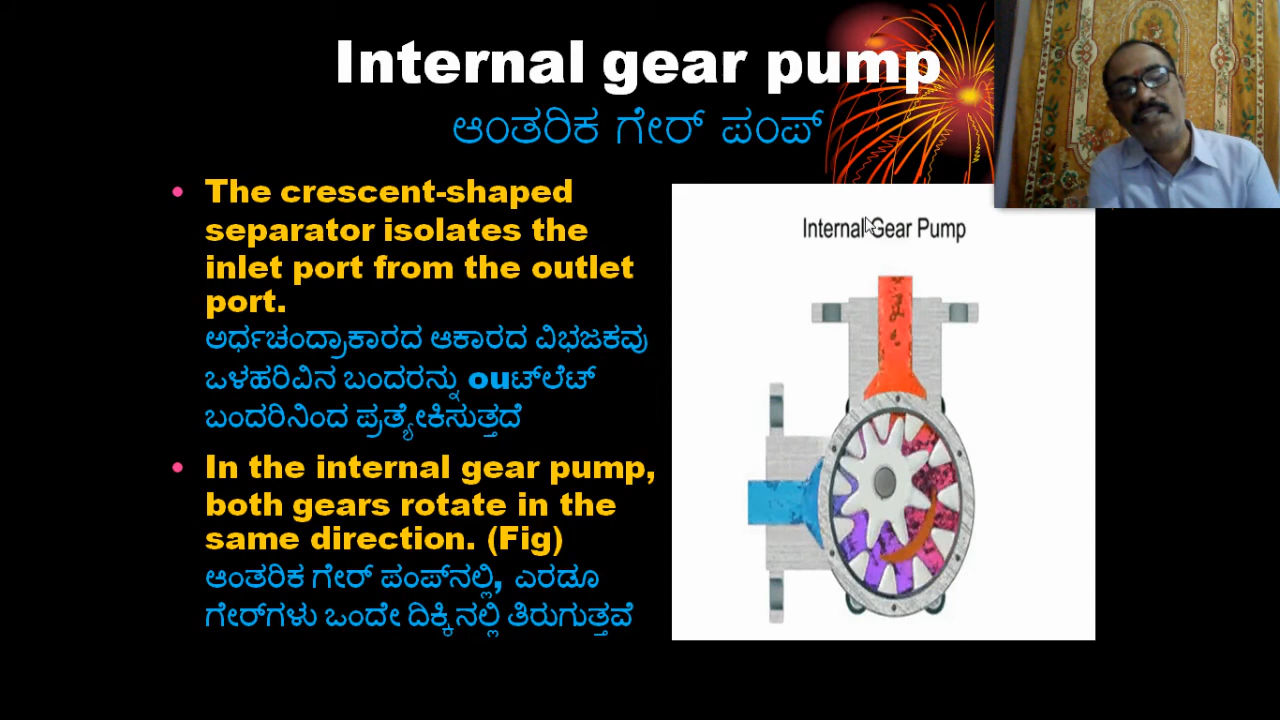 Internal gear pump
ಆಂತರಿಕ ಗೇರ್ ಪಂಪ್
• The crescent-shaped
separator isolates the
inlet port from the outlet
port.
ಅರ್ಧಚಂದ್ರಾಕಾರದ ಆಕಾರದ ವಿಭಜಕವು
ಒಳಹರಿವಿನ ಬಂದರನ್ನು ouಟ್‌ಲೆಟ್
ಬಂದರಿನಿಂದ ಪ್ರತ್ಯೇಕಿಸುತ್ತದೆ
• In the internal gear pump,
both gears rotate in the
same direction. (Fig)
ಆಂತರಿಕ ಗೇರ್ ಪಂಪ್‌ನಲ್ಲಿ, ಎರಡೂ
ಗೇರ್‌ಗಳು ಒಂದೇ ದಿಕ್ಕಿನಲ್ಲಿ ತಿರುಗುತ್ತವೆ
Internal Gear Pump